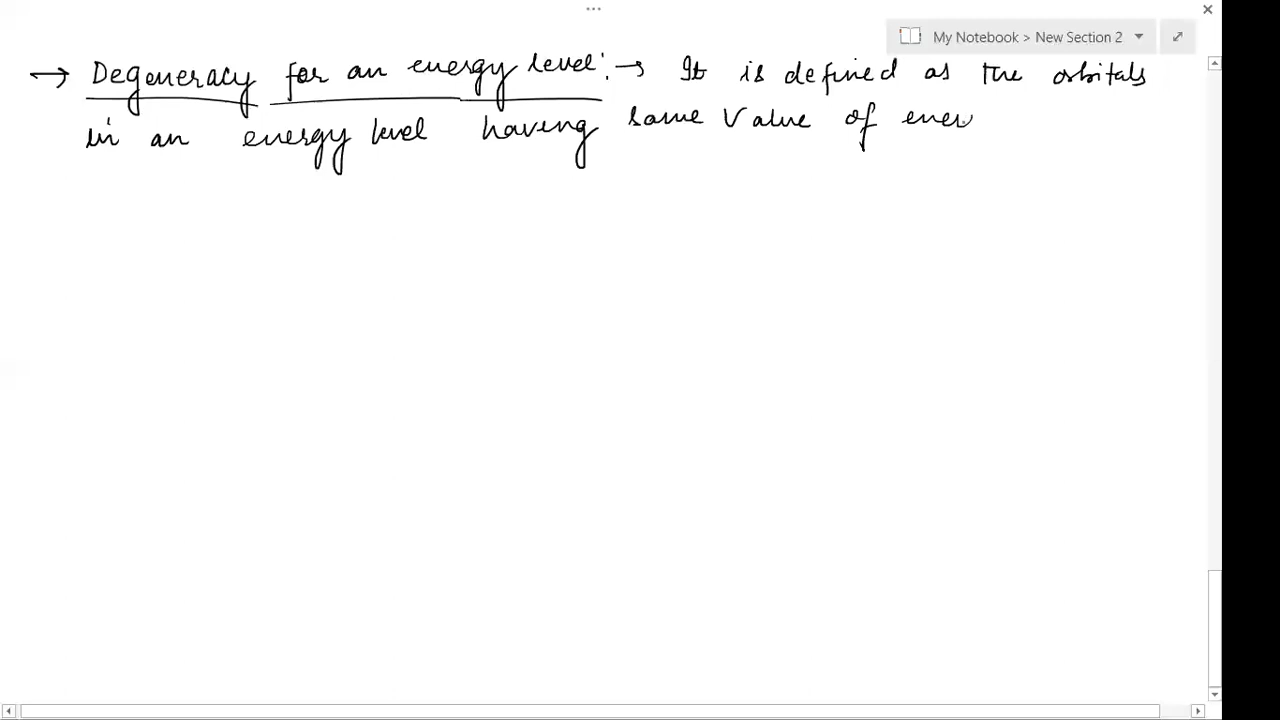 My Notebook > New Section 2
→ Degeneracy for an energy level :→ It is defined as the orbitals
in an energy level having same value of ener